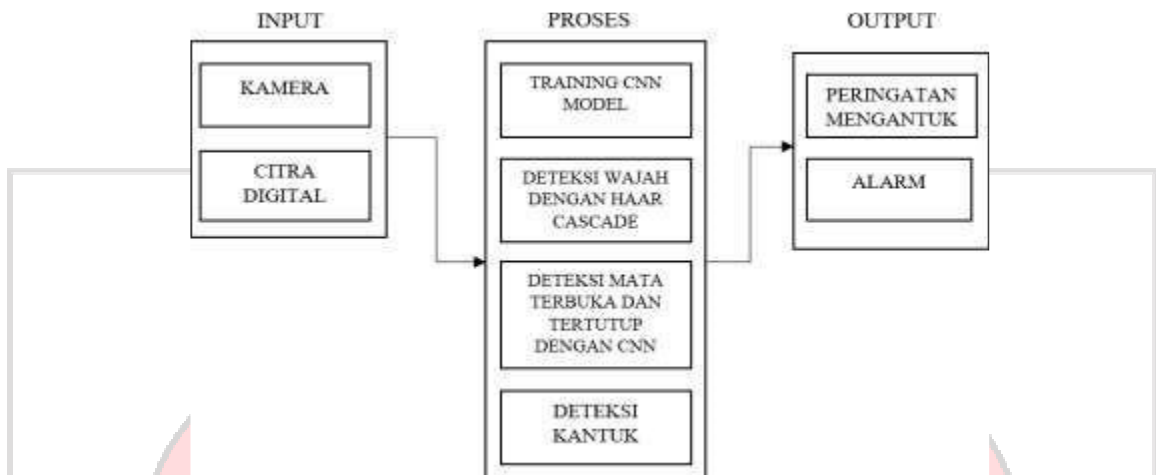 INPUT
KAMERA
CITRA
DIGITAL
PROSES
TRAINING CNN
MODEL
DETEKSI WAJAH
DENGAN HAAR
CASCADE
DETEKSI MATA
TERBUKA DAN
TERTUTUP
DENGAN CNN
DETEKSI
KANTUK
OUTPUT
PERINGATAN
MENGANTUK
ALARM